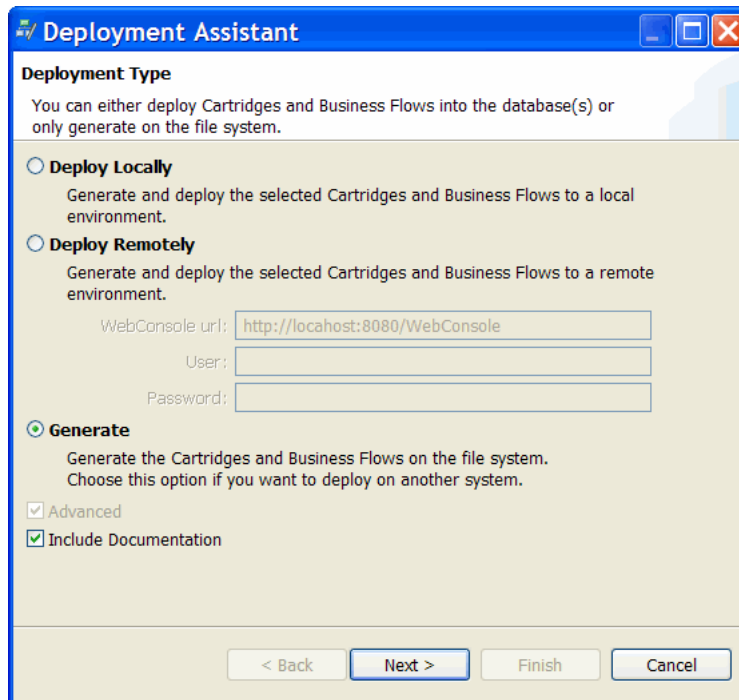 Deployment Assistant
Deployment Type
You can either deploy Cartridges and Business Flows into the database(s) or
only generate on the file system.
Deploy Locally
Generate and deploy the selected Cartridges and Business Flows to a local
environment.
Deploy Remotely
Generate and deploy the selected Cartridges and Business Flows to a remote
environment.
WebConsole url: http://locahost:8080/WebConsole
User:
Password:
Generate
Generate the Cartridges and Business Flows on the file system.
Choose this option if you want to deploy on another system.
Advanced
Include Documentation
< Back Next > Finish Cancel